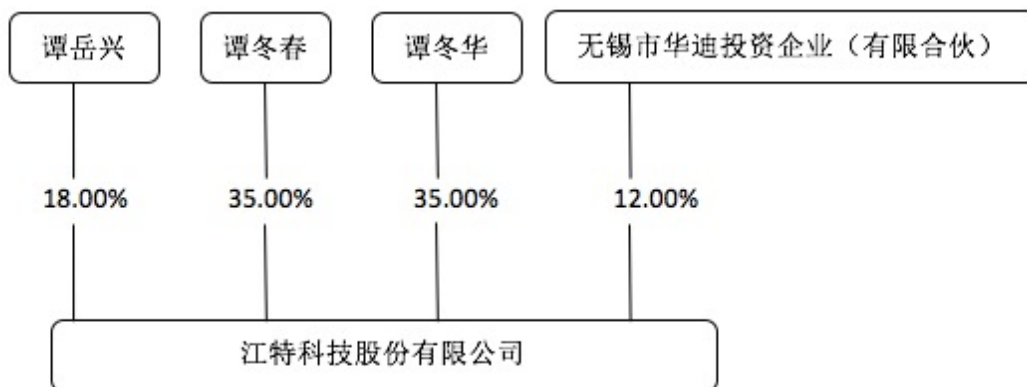 谭岳兴
谭冬春
谭冬华
无锡市华迪投资企业（有限合伙）
18.00%
35.00%
35.00%
12.00%
江特科技股份有限公司